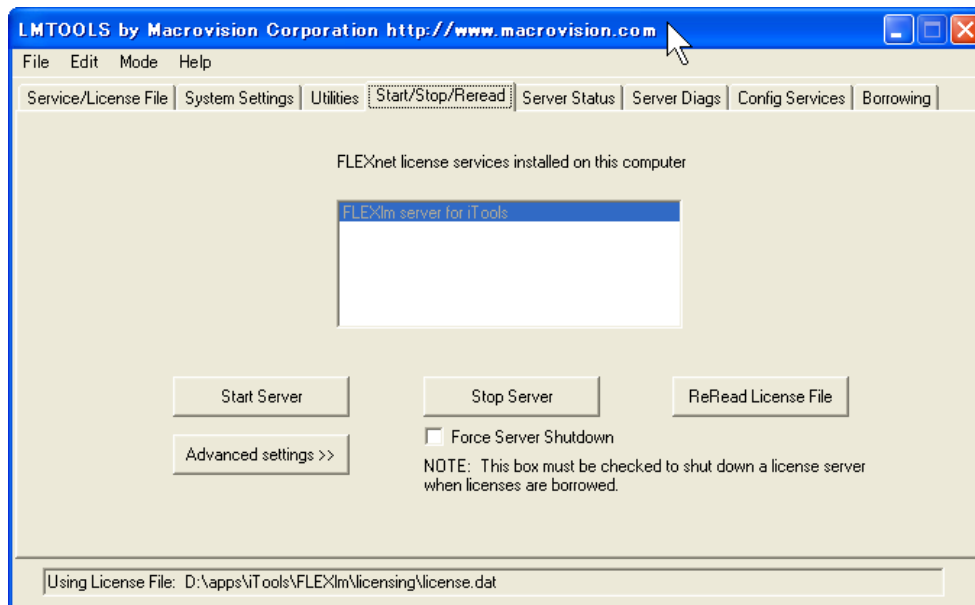 LMTOOLS by Macrovision Corporation http://www.macrovision.com
File Edit Mode Help
Service/License File System Settings Utilities Start/Stop/Reread Server Status Server Diags Config Services Borrowing
FLEXnet license services installed on this computer
FLEXlm server for iTools
Start Server Stop Server ReRead License File
Advanced settings >>
Force Server Shutdown
NOTE: This box must be checked to shut down a license server
when licenses are borrowed.
Using License File: D:\apps\iTools\FLEXlm\licensing\license.dat